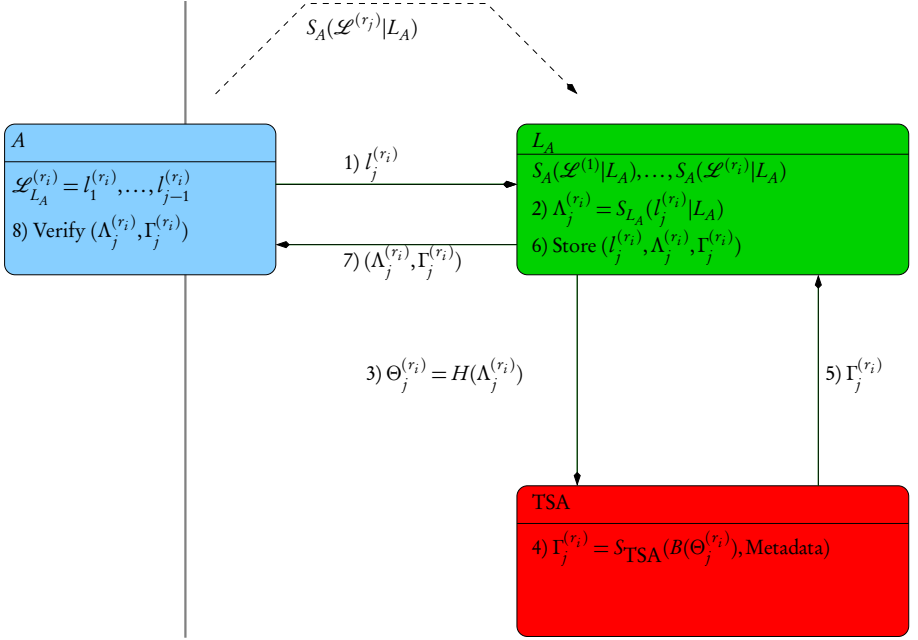 S_A(ℒ^(r_j)|L_A)
A
ℒ_{L_A}^(r_i) = l_1^(r_i),…,l_{j−1}^(r_i)
8) Verify (Λ_j^(r_i),Γ_j^(r_i))
1) l_j^(r_i)
7) (Λ_j^(r_i),Γ_j^(r_i))
L_A
S_A(ℒ^(1)|L_A),…,S_A(ℒ^(r_i)|L_A)
2) Λ_j^(r_i) = S_{L_A}(l_j^(r_i)|L_A)
6) Store (l_j^(r_i),Λ_j^(r_i),Γ_j^(r_i))
3) Θ_j^(r_i) = H(Λ_j^(r_i))
5) Γ_j^(r_i)
TSA
4) Γ_j^(r_i) = S_TSA(B(Θ_j^(r_i)),Metadata)